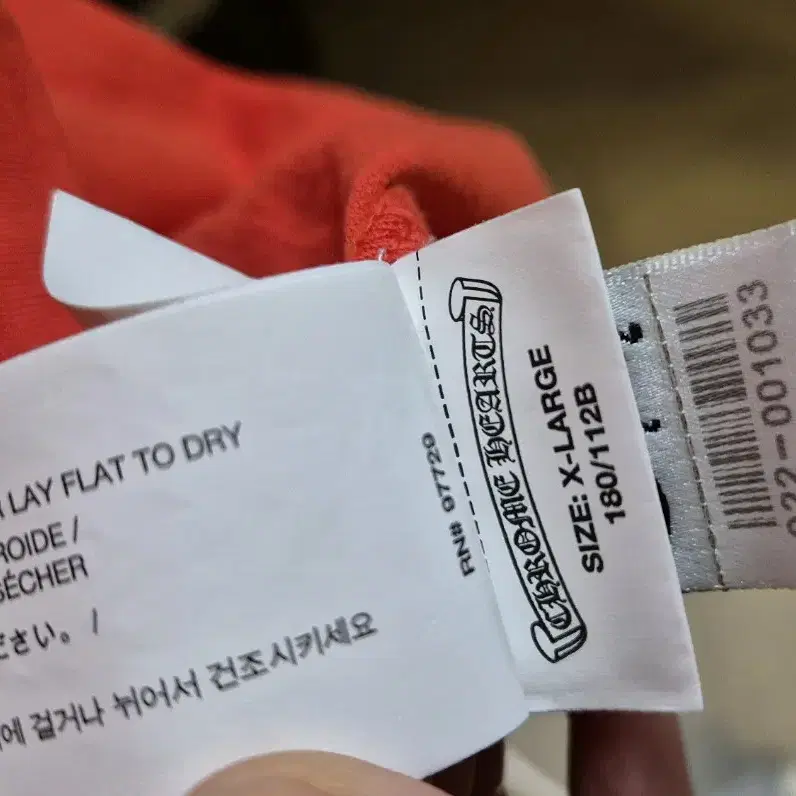 LAY FLAT TO DRY
ROIDE /
SÉCHER
ださい。 /
에 걸거나 뉘어서 건조시키세요
RN# 97729
CHROME HEARTS
SIZE: X-LARGE
180/112B
022-001033